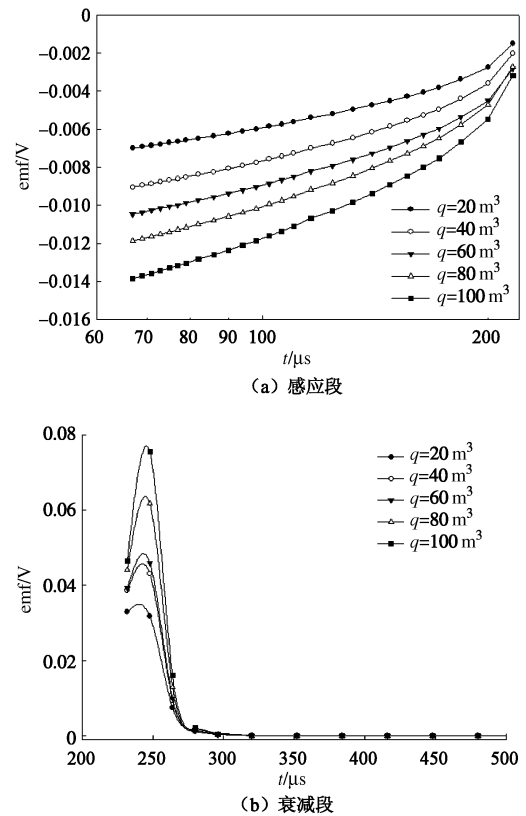 0
−0.002
−0.004
−0.006
−0.008
−0.010
−0.012
−0.014
−0.016
emf/V
q=20 m³
q=40 m³
q=60 m³
q=80 m³
q=100 m³
60 70 80 90 100 200
t/μs
（a）感应段
0.08
0.06
0.04
0.02
0
emf/V
q=20 m³
q=40 m³
q=60 m³
q=80 m³
q=100 m³
200 250 300 350 400 450 500
t/μs
（b）衰减段